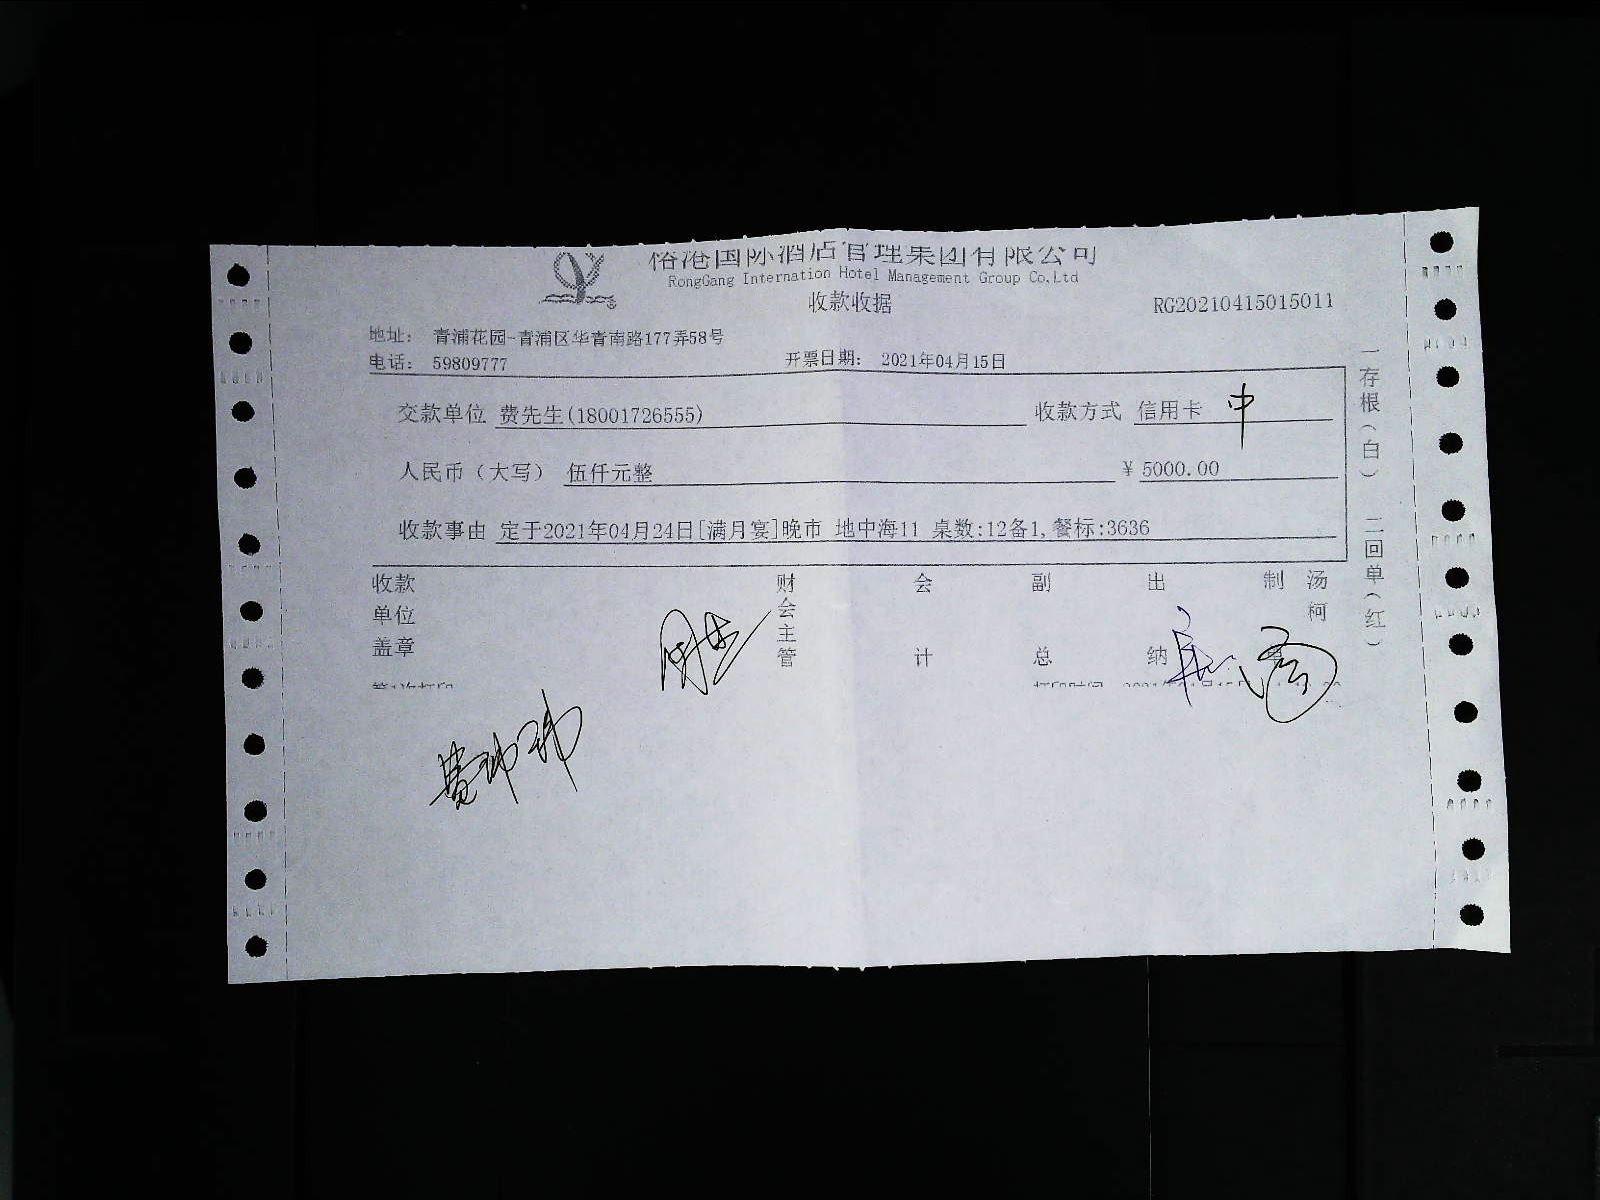 国际酒店管理集团有限公司
RongGang Internation Hotel Management Group Co.Ltd
收款收据
RG20210415015011
地址： 青浦花园-青浦区华青南路177弄58号
电话： 59809777 开票日期： 2021年04月15日
交款单位 费先生(18001726555) 收款方式 信用卡 中
人民币（大写） 伍仟元整 ￥ 5000.00
收款事由 定于2021年04月24日[满月宴]晚市 地中海11 桌数:12备1,餐标:3636
收款单位盖章 财会主管 会计 副总 出纳 制 汤柯
一存根（白） 二回单（红）